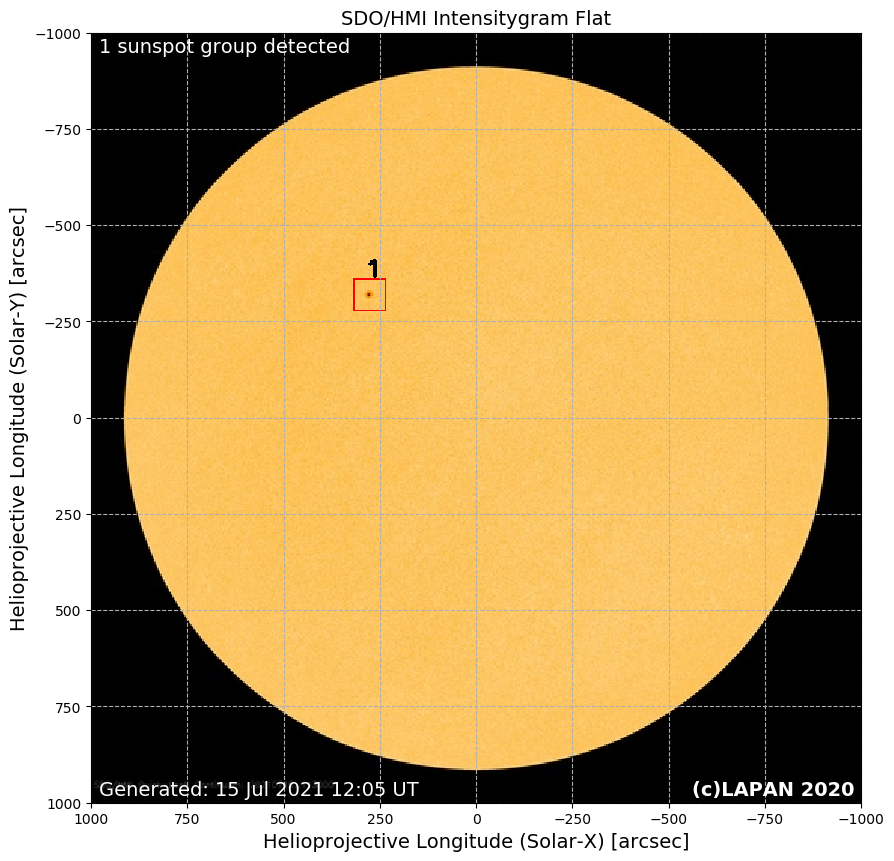 SDO/HMI Intensitygram Flat
1 sunspot group detected
1
Helioprojective Longitude (Solar-Y) [arcsec]
−1000
−750
−500
−250
0
250
500
750
1000
Generated: 15 Jul 2021 12:05 UT
(c)LAPAN 2020
1000 750 500 250 0 −250 −500 −750 −1000
Helioprojective Longitude (Solar-X) [arcsec]